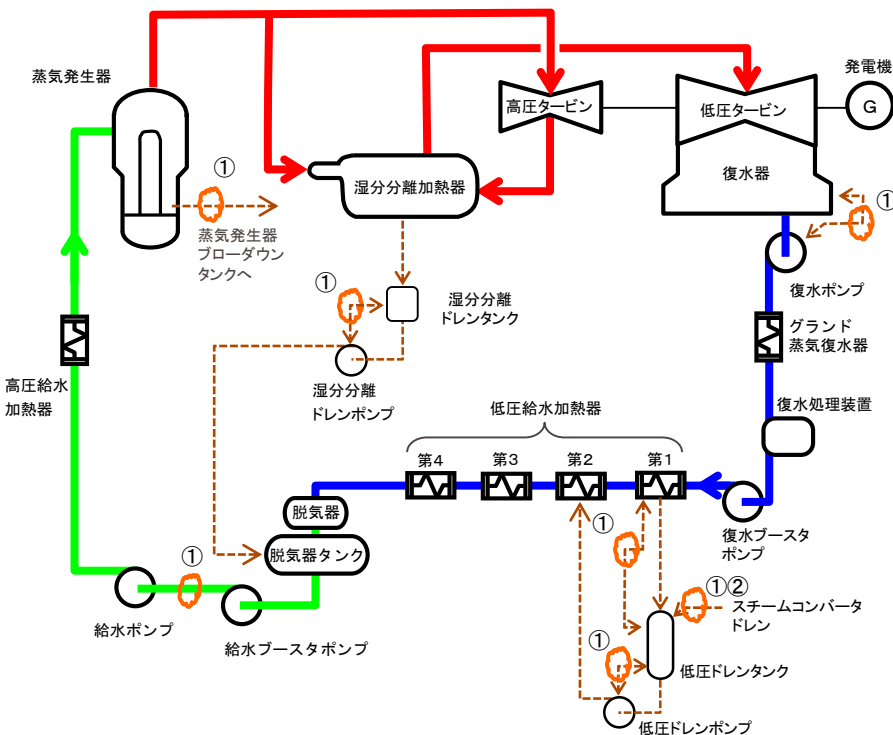 蒸気発生器
発電機
G
高圧タービン
低圧タービン
復水器
湿分分離加熱器
①
蒸気発生器
ブローダウン
タンクへ
①
復水ポンプ
①
湿分分離
ドレンタンク
グランド
蒸気復水器
湿分分離
ドレンポンプ
高圧給水
加熱器
低圧給水加熱器
復水処理装置
第4
第3
第2
第1
脱気器
脱気器タンク
復水ブースタ
ポンプ
①
①
①②
スチームコンバータ
ドレン
給水ポンプ
給水ブースタポンプ
①
低圧ドレンタンク
低圧ドレンポンプ